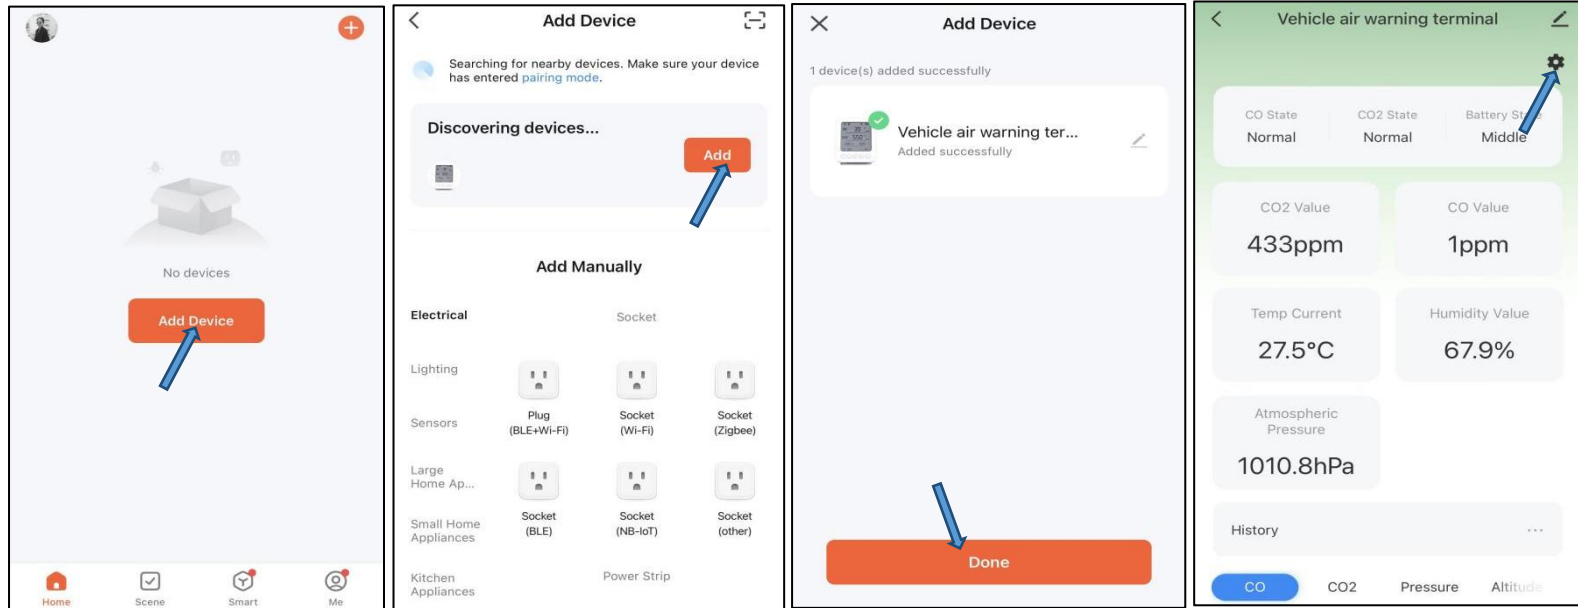 No devices
Add Device
Home
Scene
Smart
Me
Add Device
Searching for nearby devices. Make sure your device
has entered pairing mode.
Discovering devices...
Add
Add Manually
Electrical
Socket
Lighting
Plug
(BLE+Wi-Fi)
Socket
(Wi-Fi)
Socket
(Zigbee)
Sensors
Large
Home Ap...
Socket
(BLE)
Socket
(NB-IoT)
Socket
(other)
Small Home
Appliances
Kitchen
Appliances
Power Strip
Add Device
1 device(s) added successfully
Vehicle air warning ter...
Added successfully
Done
Vehicle air warning terminal
CO State
CO2 State
Battery State
Normal
Normal
Middle
CO2 Value
CO Value
433ppm
1ppm
Temp Current
Humidity Value
27.5°C
67.9%
Atmospheric
Pressure
1010.8hPa
History
CO
CO2
Pressure
Altitude